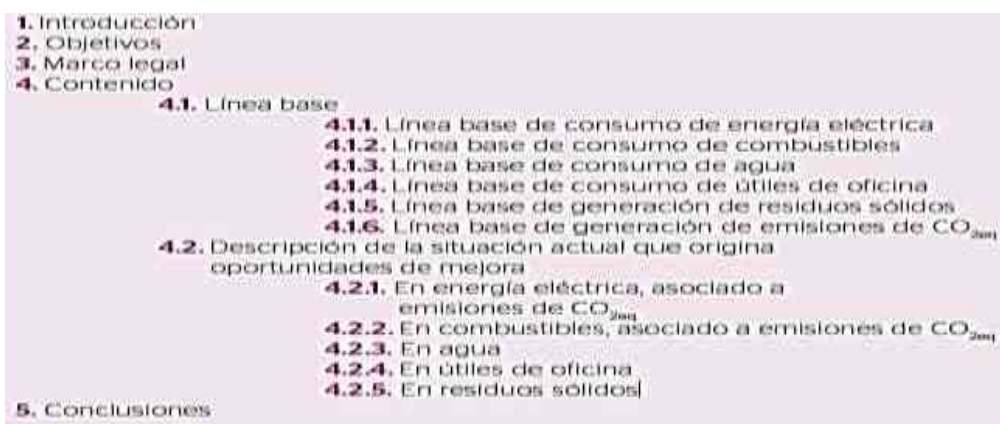 1. Introducción
2. Objetivos
3. Marco legal
4. Contenido
4.1. Línea base
4.1.1. Línea base de consumo de energía eléctrica
4.1.2. Línea base de consumo de combustibles
4.1.3. Línea base de consumo de agua
4.1.4. Línea base de consumo de útiles de oficina
4.1.5. Línea base de generación de residuos sólidos
4.1.6. Línea base de generación de emisiones de CO2eq
4.2. Descripción de la situación actual que origina
oportunidades de mejora
4.2.1. En energía eléctrica, asociado a
emisiones de CO2eq
4.2.2. En combustibles, asociado a emisiones de CO2eq
4.2.3. En agua
4.2.4. En útiles de oficina
4.2.5. En residuos sólidos
5. Conclusiones